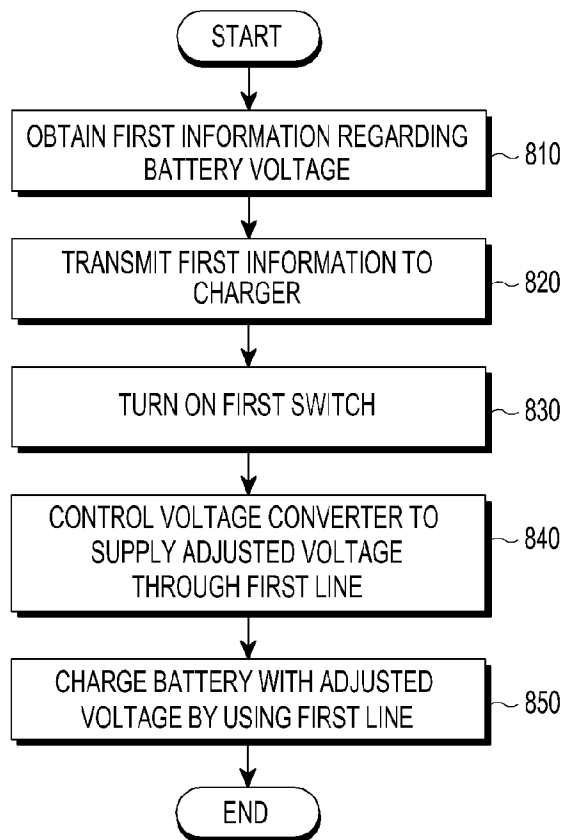 START
OBTAIN FIRST INFORMATION REGARDING
BATTERY VOLTAGE
810
TRANSMIT FIRST INFORMATION TO
CHARGER
820
TURN ON FIRST SWITCH
830
CONTROL VOLTAGE CONVERTER TO
SUPPLY ADJUSTED VOLTAGE
THROUGH FIRST LINE
840
CHARGE BATTERY WITH ADJUSTED
VOLTAGE BY USING FIRST LINE
850
END